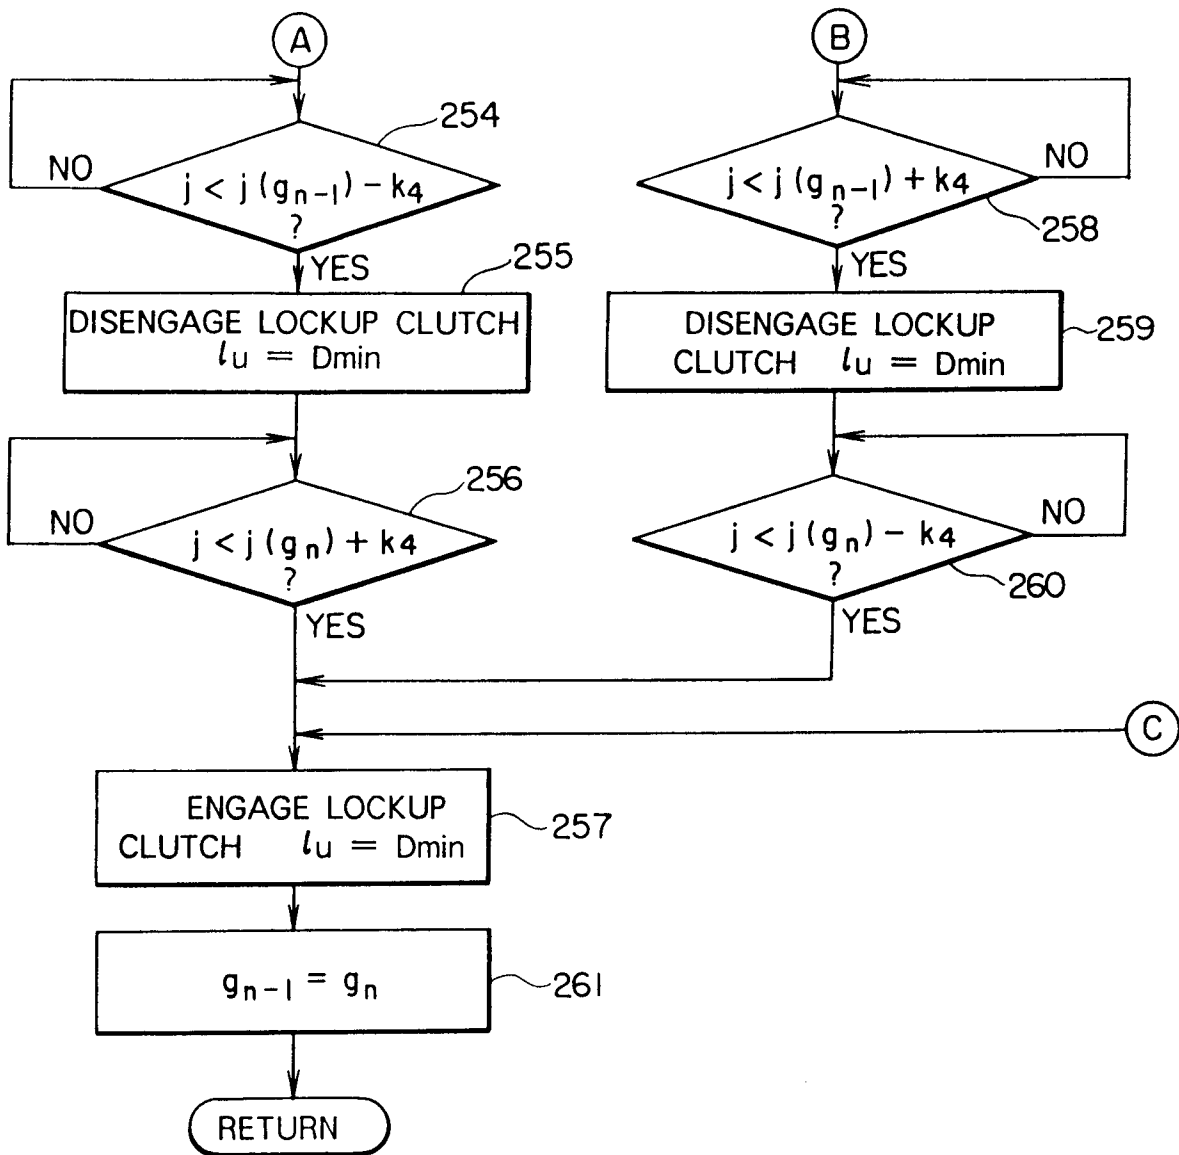 A
B
254
NO
j < j (gn-1) − k4
?
YES
NO
j < j (gn-1) + k4
?
258
YES
255
DISENGAGE LOCKUP CLUTCH
lu = Dmin
DISENGAGE LOCKUP
CLUTCH lu = Dmin
259
256
NO
j < j (gn) + k4
?
YES
NO
j < j (gn) − k4
?
260
YES
C
ENGAGE LOCKUP
CLUTCH lu = Dmin
257
gn-1 = gn
261
RETURN